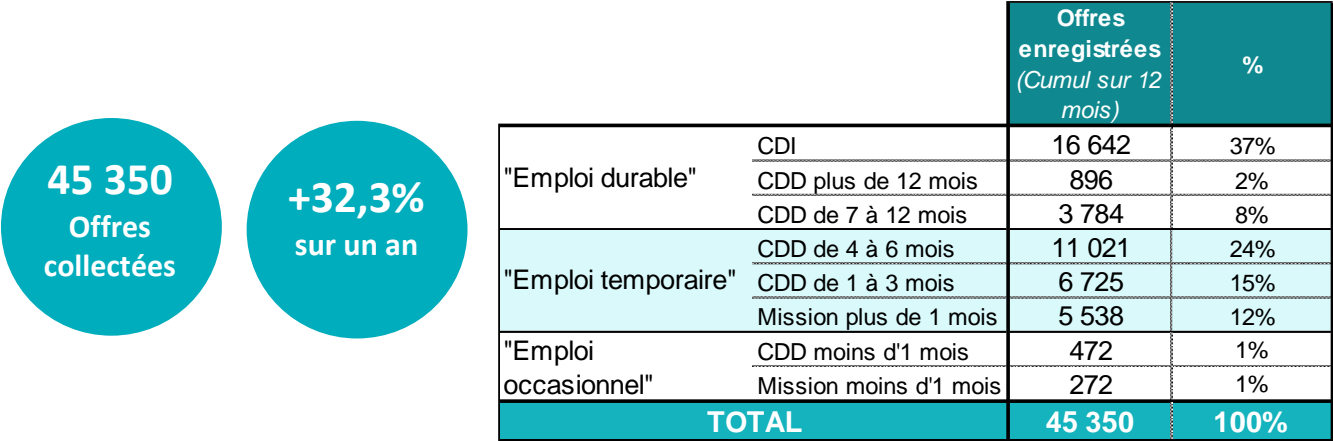 45 350
Offres
collectées
+32,3%
sur un an
Offres
enregistrées
(Cumul sur 12
mois)
%
"Emploi durable"
CDI 16 642 37%
CDD plus de 12 mois 896 2%
CDD de 7 à 12 mois 3 784 8%
"Emploi temporaire"
CDD de 4 à 6 mois 11 021 24%
CDD de 1 à 3 mois 6 725 15%
Mission plus de 1 mois 5 538 12%
"Emploi
occasionnel"
CDD moins d'1 mois 472 1%
Mission moins d'1 mois 272 1%
TOTAL 45 350 100%